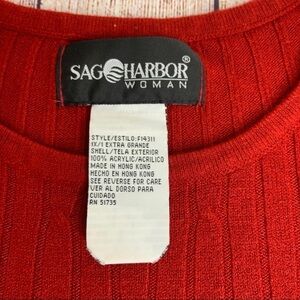 SAG HARBOR®
WOMAN
STYLE/ESTILO: F14311
1X/1 EXTRA GRANDE
SHELL/TELA EXTERIOR
100% ACRYLIC/ACRILICO
MADE IN HONG KONG
HECHO EN HONG KONG
SEE REVERSE FOR CARE
VER AL DORSO PARA
CUIDADO
RN 51735